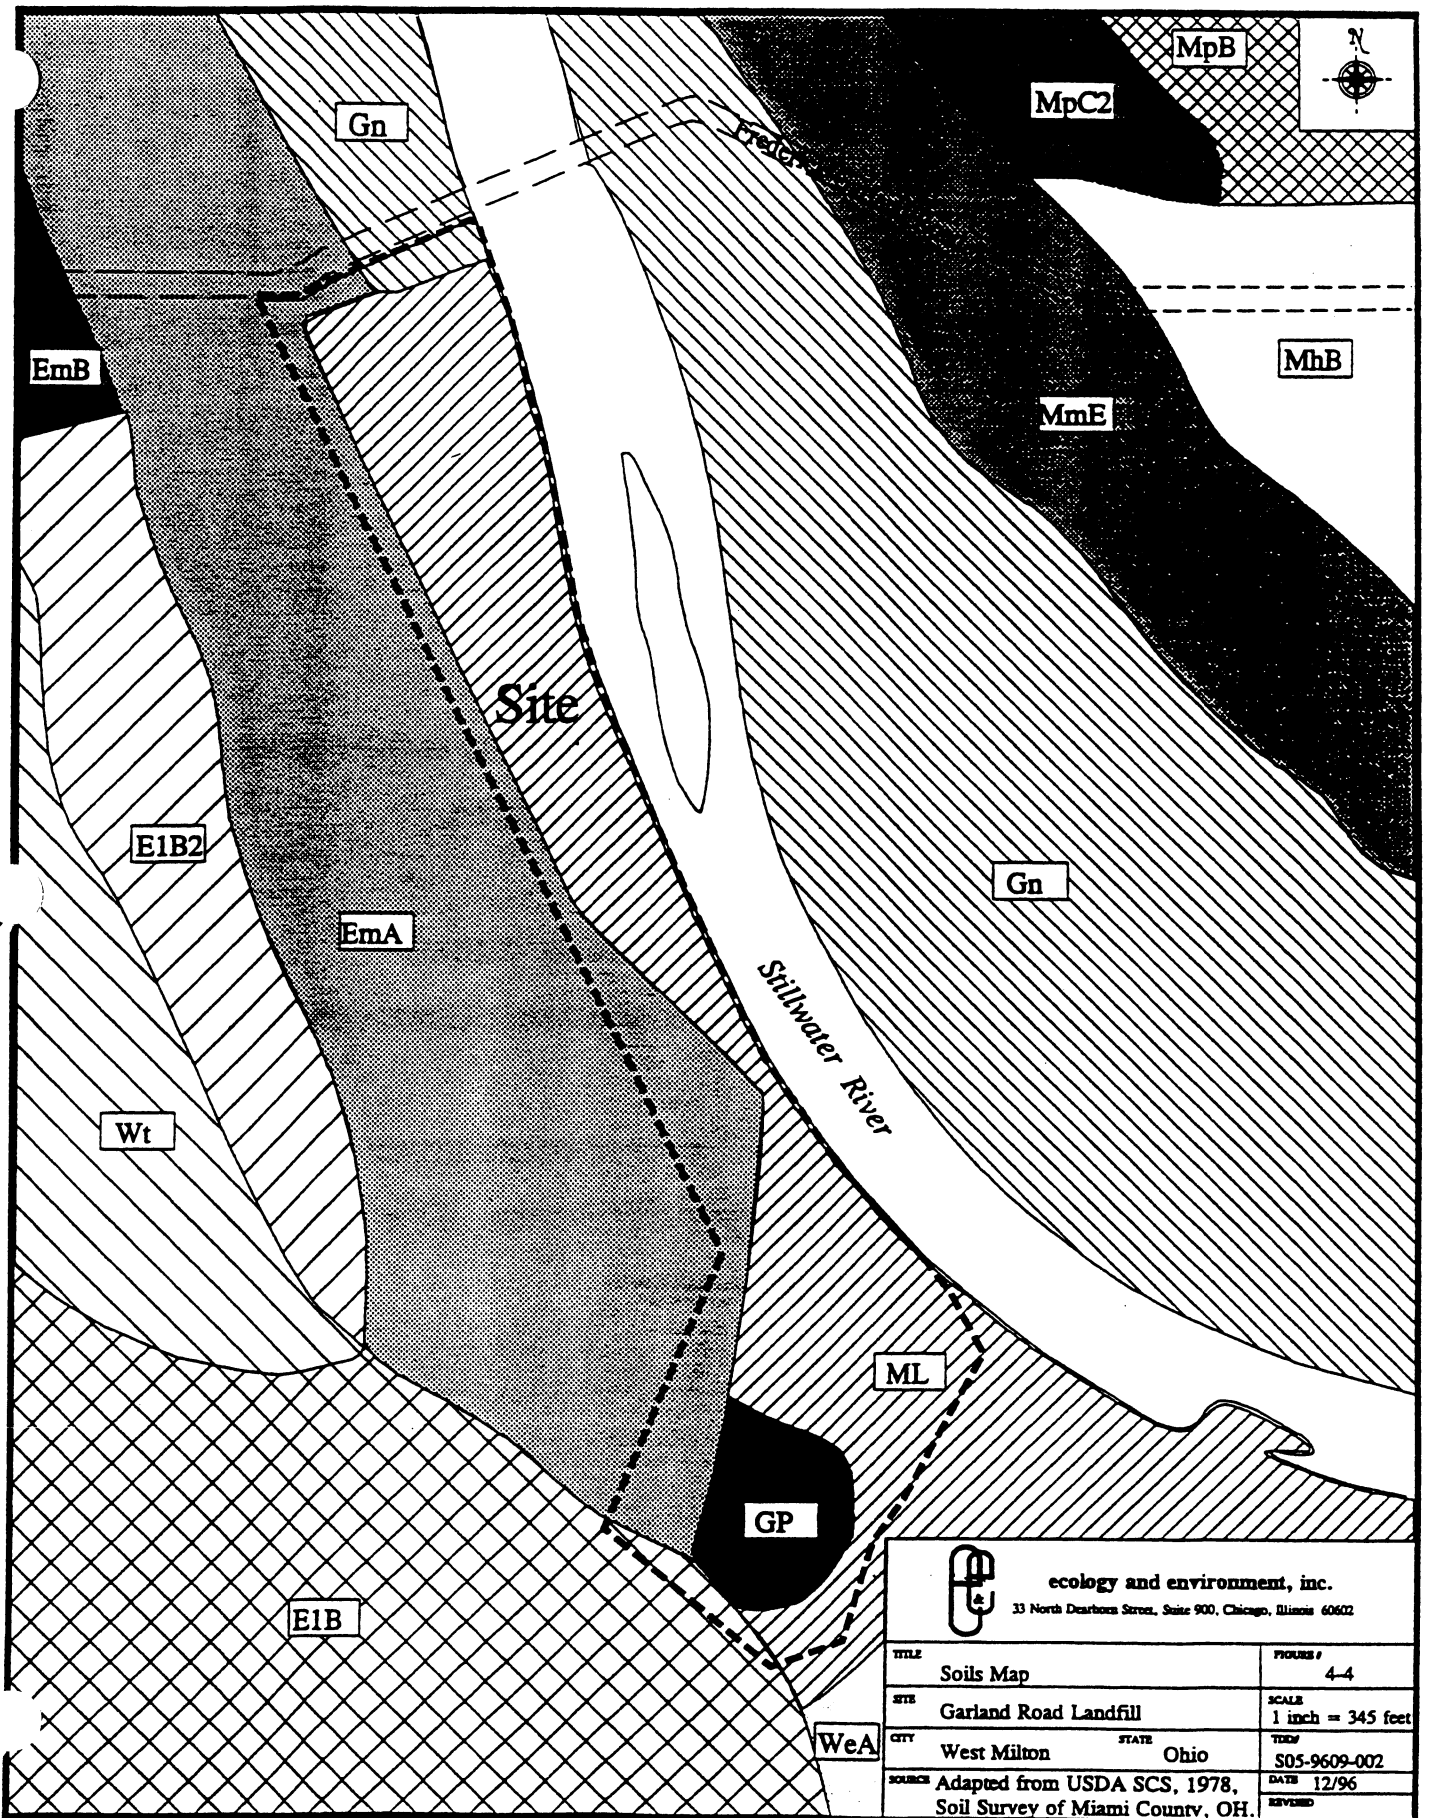 MpB
N
MpC2
Gn
Freder
EmB
MhB
MmE
Site
E1B2
Gn
EmA
Stillwater River
Wt
ML
GP
E1B
WeA
&
ecology and environment, inc.
33 North Dearborn Street, Suite 900, Chicago, Illinois 60602
TITLE Soils Map
FIGURE # 4-4
SITE Garland Road Landfill
SCALE 1 inch = 345 feet
CITY West Milton STATE Ohio
TDD# S05-9609-002
SOURCE Adapted from USDA SCS, 1978,
Soil Survey of Miami County, OH.
DATE 12/96
REVISED